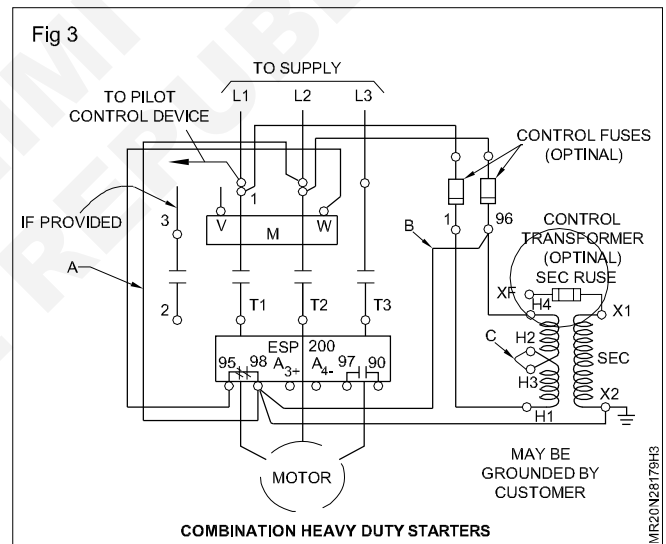 Fig 3
TO SUPPLY
TO PILOT
CONTROL DEVICE
L1
L2
L3
CONTROL FUSES
(OPTINAL)
IF PROVIDED
1
3
V
M
W
A
B
1
96
CONTROL
TRANSFORMER
(OPTINAL)
SEC RUSE
XF
H4
X1
2
T1
T2
T3
C
H2
H3
SEC
ESP 200
95
98
A3+
A4-
97
90
H1
X2
MOTOR
MAY BE
GROUNDED BY
CUSTOMER
COMBINATION HEAVY DUTY STARTERS
MR20N28179H3